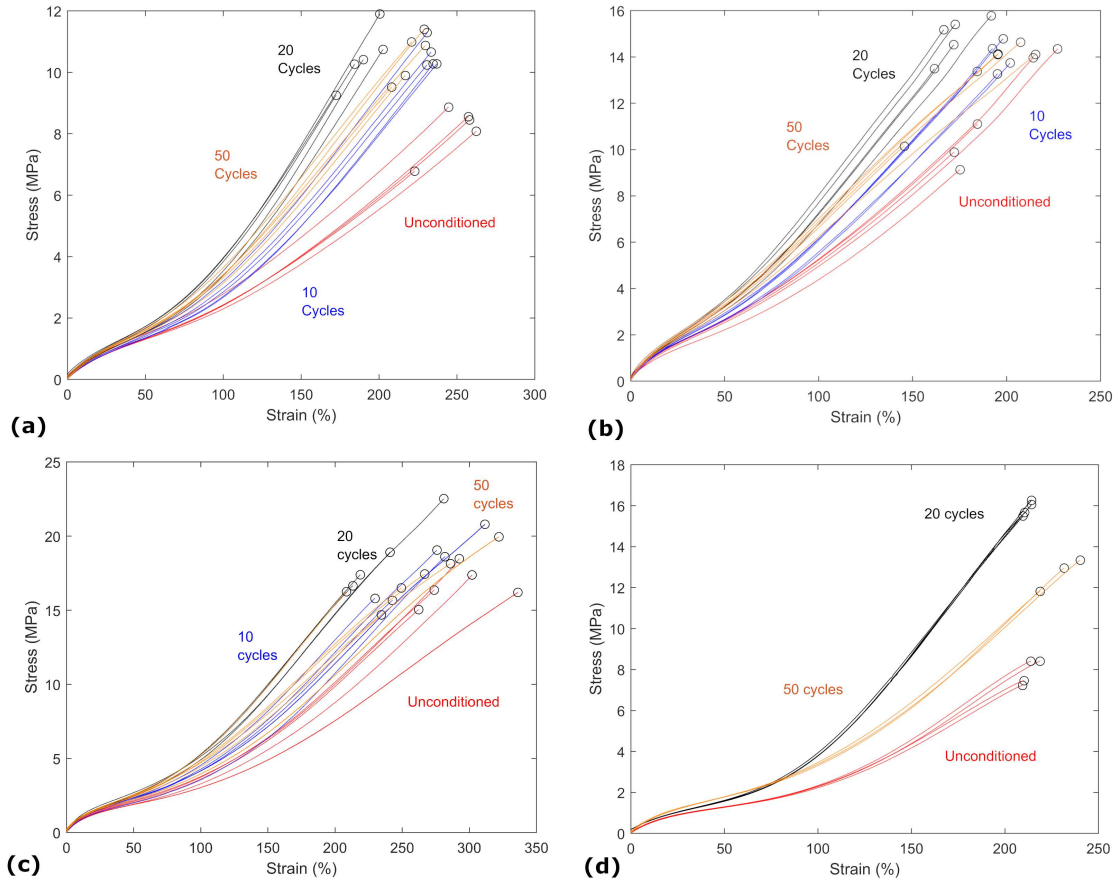 12
10
8
6
4
2
0
Stress (MPa)
20
Cycles
50
Cycles
Unconditioned
10
Cycles
0 50 100 150 200 250 300
Strain (%)
(a)
16
14
12
10
8
6
4
2
0
Stress (MPa)
20
Cycles
50
Cycles
10
Cycles
Unconditioned
0 50 100 150 200 250
Strain (%)
(b)
25
20
15
10
5
0
Stress (MPa)
50
cycles
20
cycles
10
cycles
Unconditioned
0 50 100 150 200 250 300 350
Strain (%)
(c)
18
16
14
12
10
8
6
4
2
0
Stress (MPa)
20 cycles
50 cycles
Unconditioned
0 50 100 150 200 250
Strain (%)
(d)